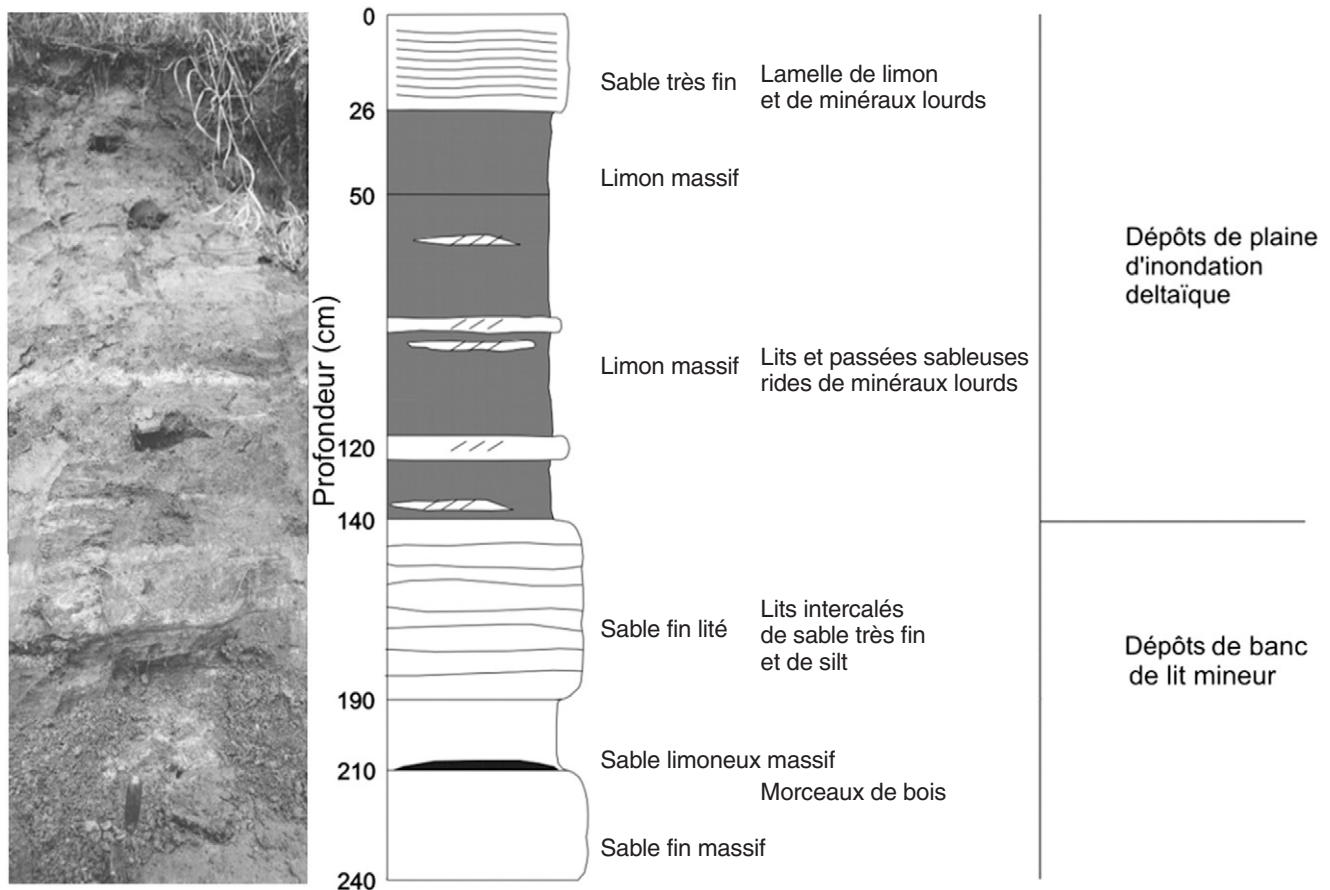 Profondeur (cm)
0
26
50
120
140
190
210
240
Sable très fin
Lamelle de limon
et de minéraux lourds
Limon massif
Limon massif
Lits et passées sableuses
rides de minéraux lourds
Sable fin lité
Lits intercalés
de sable très fin
et de silt
Sable limoneux massif
Morceaux de bois
Sable fin massif
Dépôts de plaine
d'inondation
deltaïque
Dépôts de banc
de lit mineur